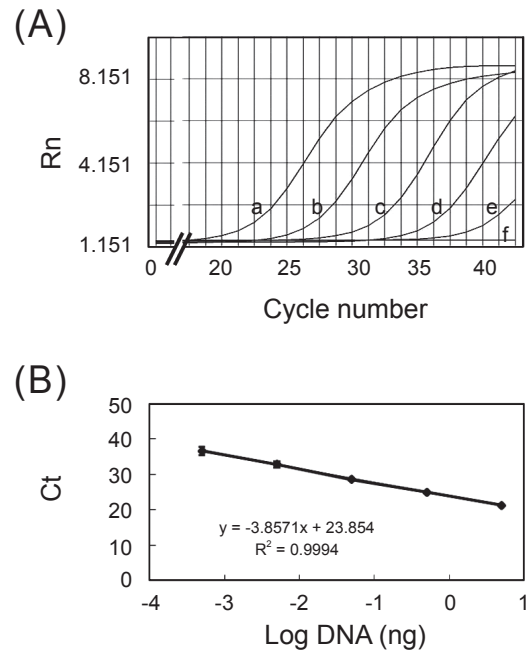 (A)
8.151
4.151
1.151
Rn
a b c d e f
0 20 25 30 35 40
Cycle number
(B)
50
40
30
20
10
0
Ct
y = -3.8571x + 23.854
R² = 0.9994
-4 -3 -2 -1 0 1
Log DNA (ng)